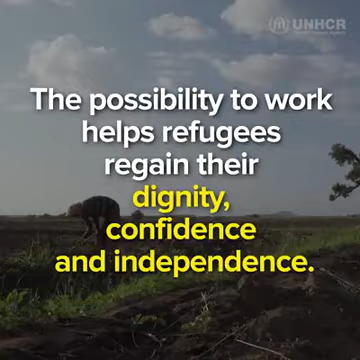 UNHCR
The possibility to work
helps refugees
regain their
dignity,
confidence
and independence.